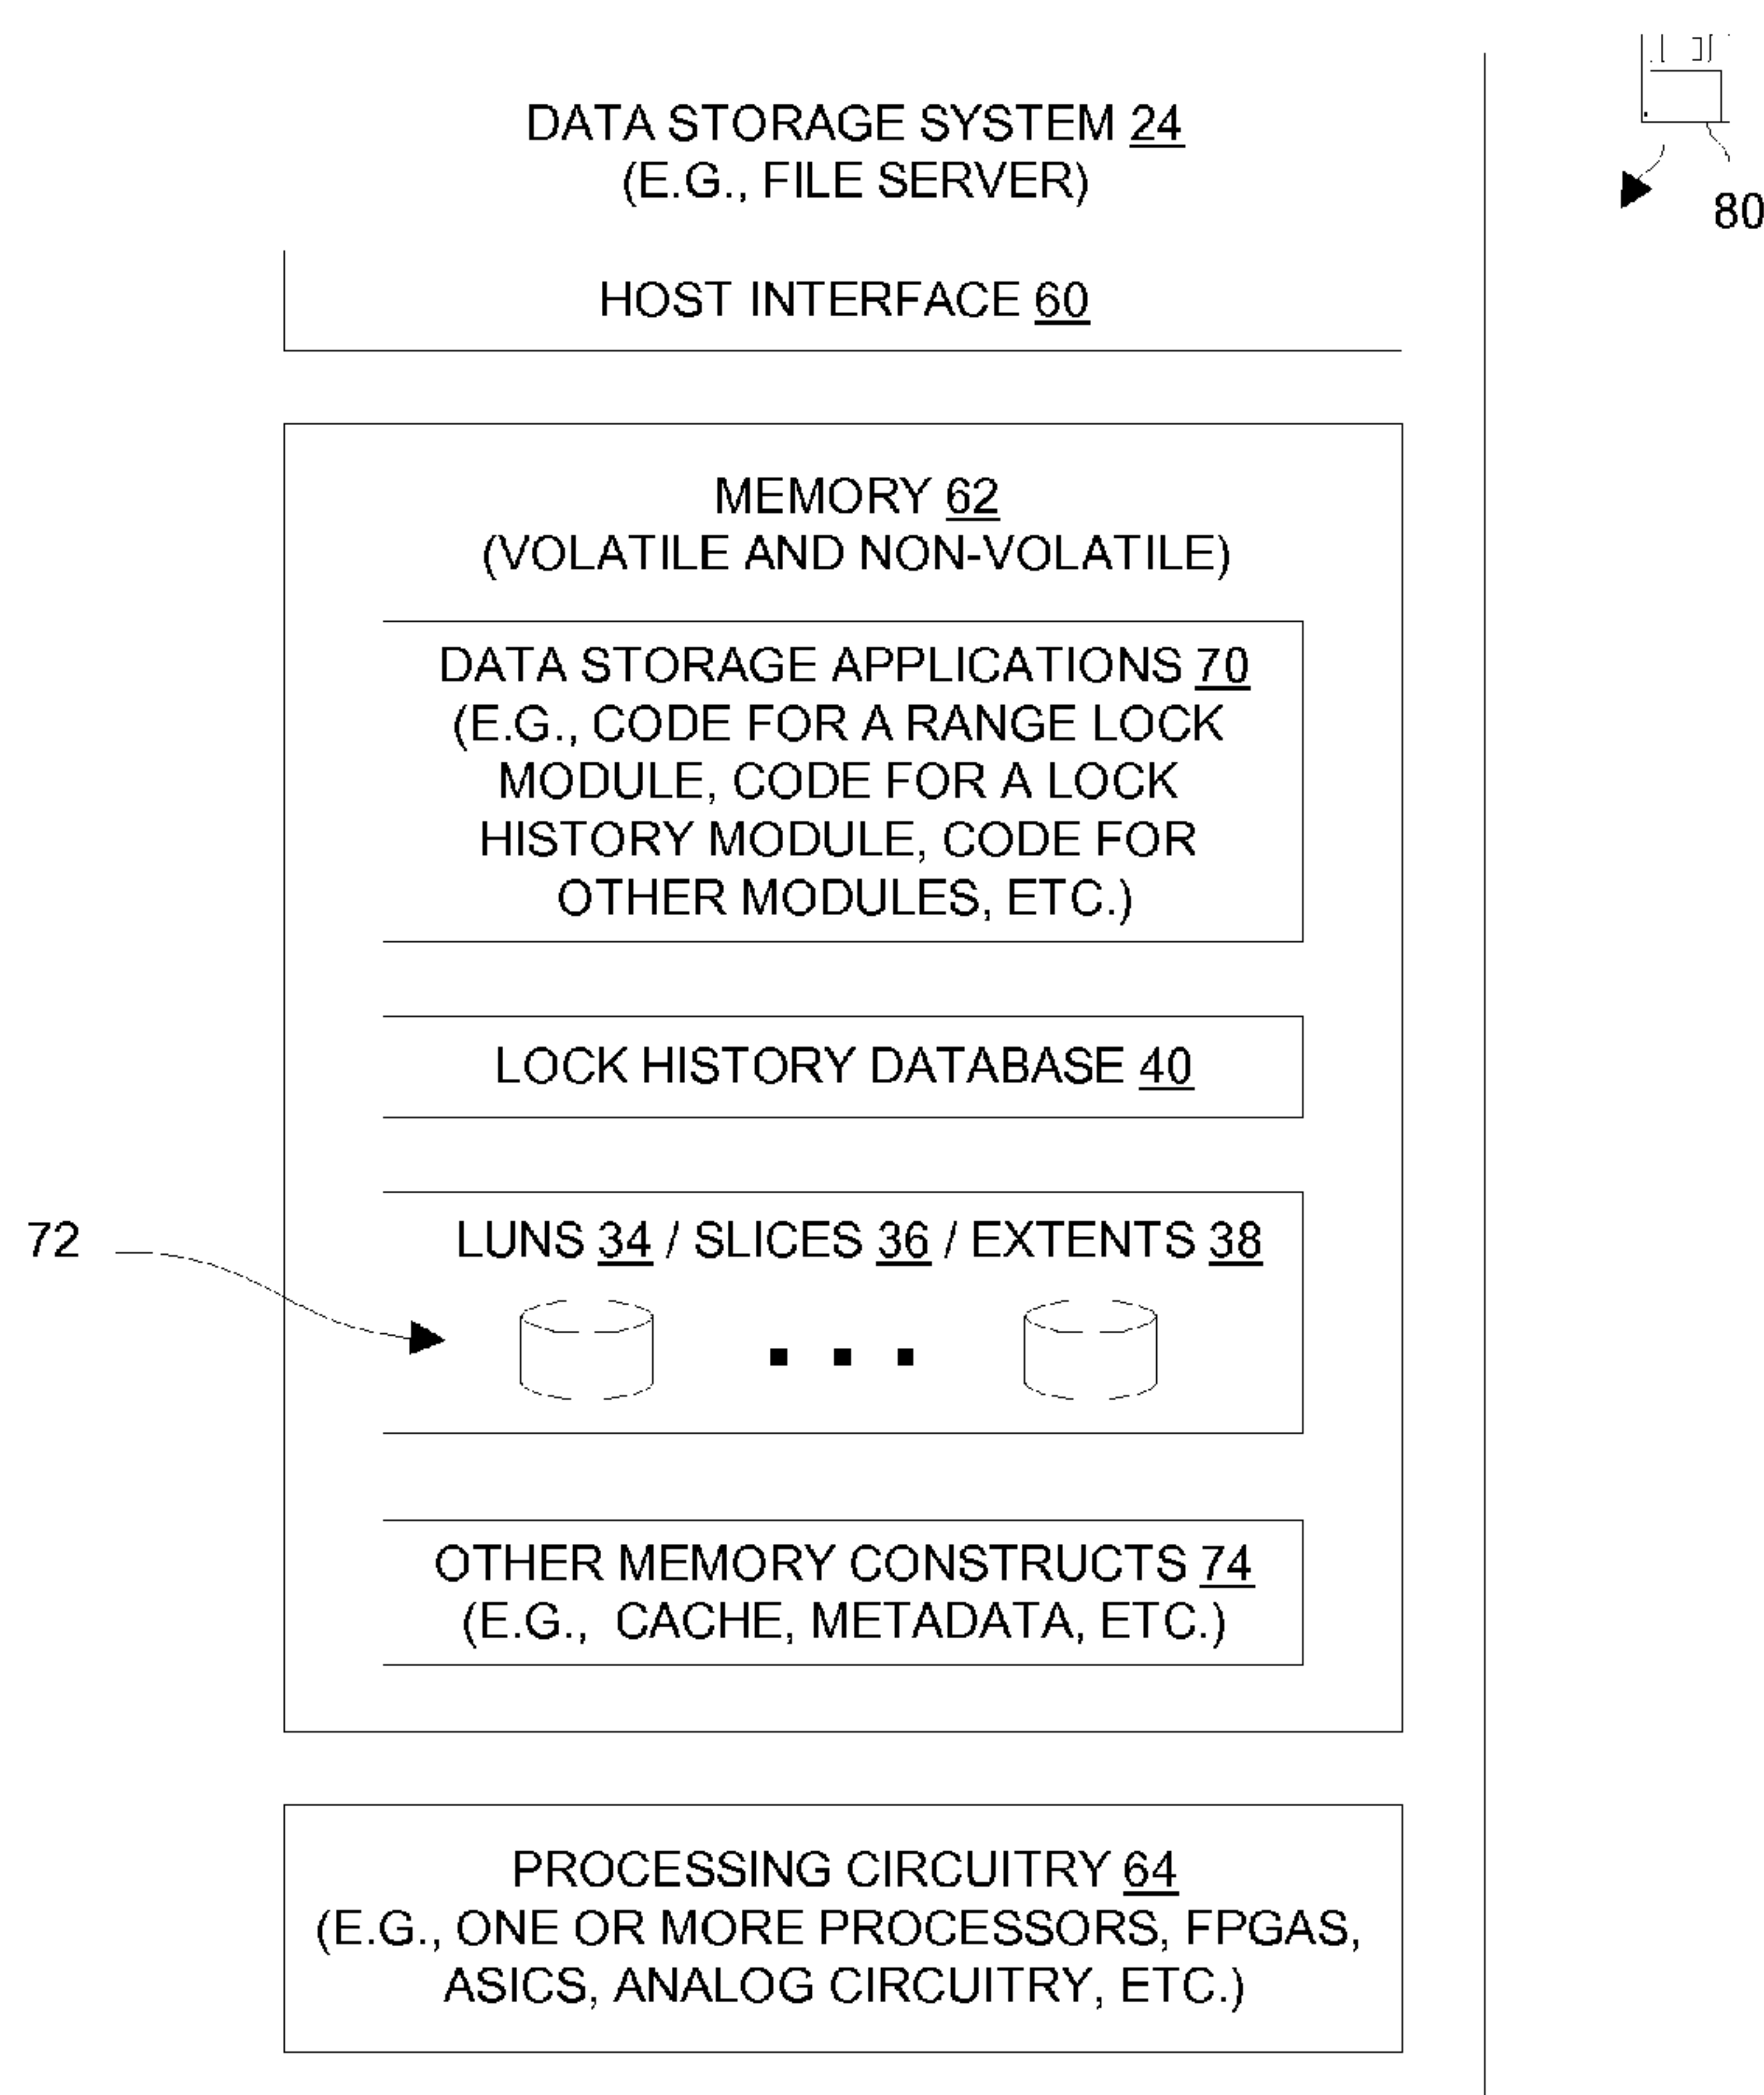 DATA STORAGE SYSTEM 24
(E.G., FILE SERVER)
80
HOST INTERFACE 60
MEMORY 62
(VOLATILE AND NON-VOLATILE)
DATA STORAGE APPLICATIONS 70
(E.G., CODE FOR A RANGE LOCK
MODULE, CODE FOR A LOCK
HISTORY MODULE, CODE FOR
OTHER MODULES, ETC.)
LOCK HISTORY DATABASE 40
72
LUNS 34 / SLICES 36 / EXTENTS 38
OTHER MEMORY CONSTRUCTS 74
(E.G., CACHE, METADATA, ETC.)
PROCESSING CIRCUITRY 64
(E.G., ONE OR MORE PROCESSORS, FPGAS,
ASICS, ANALOG CIRCUITRY, ETC.)